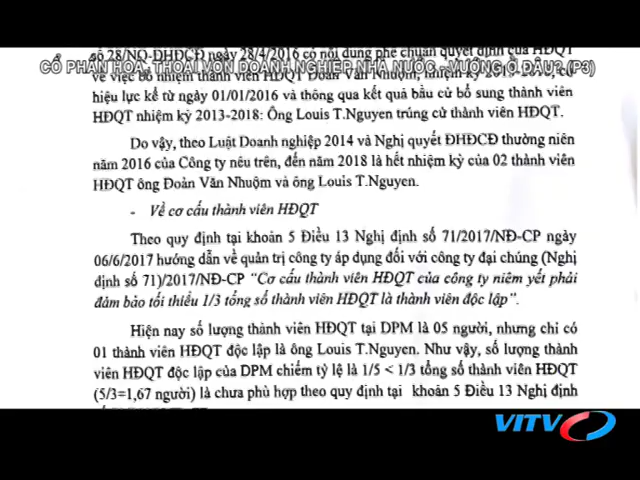 CỔ PHẦN HÓA, THOÁI VỐN DOANH NGHIỆP NHÀ NƯỚC - VƯỚNG Ở ĐÂU? (P3)
số 28/NQ-ĐHĐCĐ ngày 28/4/2016 có nội dung phê chuẩn quyết định của HĐQT
về việc bổ nhiệm thành viên HĐQT Đoàn Văn Nhuộm, nhiệm kỳ có
hiệu lực kể từ ngày 01/01/2016 và thông qua kết quả bầu cử bổ sung thành viên
HĐQT nhiệm kỳ 2013-2018: Ông Louis T.Nguyen trúng cử thành viên HĐQT.
Do vậy, theo Luật Doanh nghiệp 2014 và Nghị quyết ĐHĐCĐ thường niên
năm 2016 của Công ty nêu trên, đến năm 2018 là hết nhiệm kỳ của 02 thành viên
HĐQT ông Đoàn Văn Nhuộm và ông Louis T.Nguyen.
- Về cơ cấu thành viên HĐQT
Theo quy định tại khoản 5 Điều 13 Nghị định số 71/2017/NĐ-CP ngày
06/6/2017 hướng dẫn về quản trị công ty áp dụng đối với công ty đại chúng (Nghị
định số 71)/2017/NĐ-CP "Cơ cấu thành viên HĐQT của công ty niêm yết phải
đảm bảo tối thiểu 1/3 tổng số thành viên HĐQT là thành viên độc lập".
Hiện nay số lượng thành viên HĐQT tại DPM là 05 người, nhưng chỉ có
01 thành viên HĐQT độc lập là ông Louis T.Nguyen. Như vậy, số lượng thành
viên HĐQT độc lập của DPM chiếm tỷ lệ là 1/5 < 1/3 tổng số thành viên HĐQT
(5/3=1,67 người) là chưa phù hợp theo quy định tại khoản 5 Điều 13 Nghị định
VITV